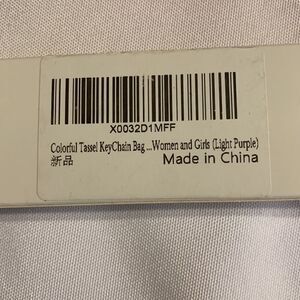 X0032D1MFF
Colorful Tassel KeyChain Bag ...Women and Girls (Light Purple)
新品 Made in China